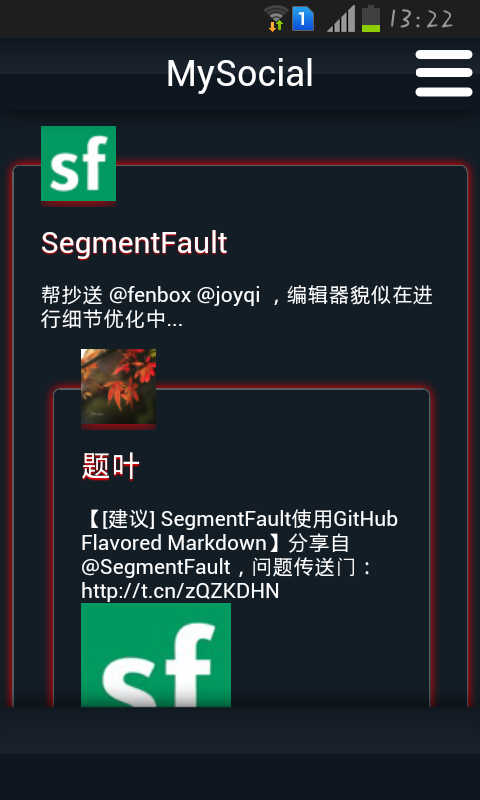 1 13:22
MySocial
sf
SegmentFault
帮抄送 @fenbox @joyqi ，编辑器貌似在进
行细节优化中...
题叶
【[建议] SegmentFault使用GitHub
Flavored Markdown】分享自
@SegmentFault，问题传送门：
http://t.cn/zQZKDHN
sf